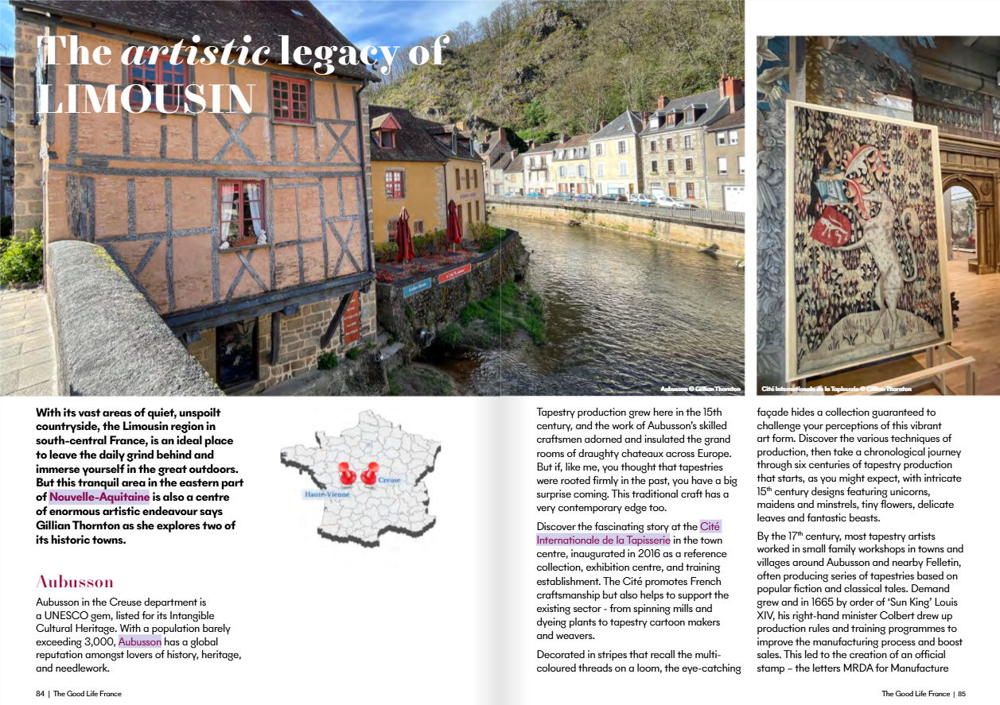 The artistic legacy of
LIMOUSIN
Aubusson © Gillian Thornton
Cité Internationale de la Tapisserie © Gillian Thornton
With its vast areas of quiet, unspoilt
countryside, the Limousin region in
south-central France, is an ideal place
to leave the daily grind behind and
immerse yourself in the great outdoors.
But this tranquil area in the eastern part
of Nouvelle-Aquitaine is also a centre
of enormous artistic endeavour says
Gillian Thornton as she explores two of
its historic towns.
Creuse
Haute-Vienne
Aubusson
Aubusson in the Creuse department is
a UNESCO gem, listed for its Intangible
Cultural Heritage. With a population barely
exceeding 3,000, Aubusson has a global
reputation amongst lovers of history, heritage,
and needlework.
Tapestry production grew here in the 15th
century, and the work of Aubusson's skilled
craftsmen adorned and insulated the grand
rooms of draughty chateaux across Europe.
But if, like me, you thought that tapestries
were rooted firmly in the past, you have a big
surprise coming. This traditional craft has a
very contemporary edge too.
Discover the fascinating story at the Cité
Internationale de la Tapisserie in the town
centre, inaugurated in 2016 as a reference
collection, exhibition centre, and training
establishment. The Cité promotes French
craftsmanship but also helps to support the
existing sector - from spinning mills and
dyeing plants to tapestry cartoon makers
and weavers.
Decorated in stripes that recall the multi-
coloured threads on a loom, the eye-catching
façade hides a collection guaranteed to
challenge your perceptions of this vibrant
art form. Discover the various techniques of
production, then take a chronological journey
through six centuries of tapestry production
that starts, as you might expect, with intricate
15th century designs featuring unicorns,
maidens and minstrels, tiny flowers, delicate
leaves and fantastic beasts.
By the 17th century, most tapestry artists
worked in small family workshops in towns and
villages around Aubusson and nearby Felletin,
often producing series of tapestries based on
popular fiction and classical tales. Demand
grew and in 1665 by order of 'Sun King' Louis
XIV, his right-hand minister Colbert drew up
production rules and training programmes to
improve the manufacturing process and boost
sales. This led to the creation of an official
stamp – the letters MRDA for Manufacture
84 | The Good Life France
The Good Life France | 85